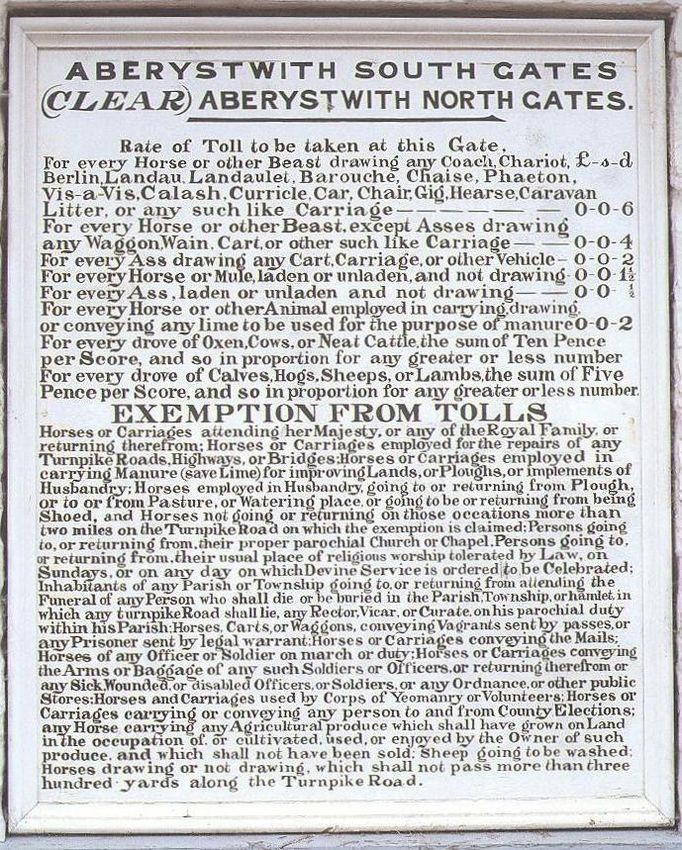 ABERYSTWITH SOUTH GATES
(CLEAR) ABERYSTWITH NORTH GATES.
Rate of Toll to be taken at this Gate,
For every Horse or other Beast drawing any Coach, Chariot, £-s-d
Berlin, Landau, Landaulet, Barouche, Chaise, Phaeton,
Vis-a-Vis, Calash, Curricle, Car, Chair, Gig, Hearse, Caravan
Litter, or any such like Carriage — — — — — — 0-0-6
For every Horse or other Beast, except Asses drawing
any Waggon, Wain, Cart, or other such like Carriage — — 0-0-4
For every Ass drawing any Cart, Carriage, or other Vehicle – 0-0-2
For every Horse or Mule, laden or unladen, and not drawing - 0-0-1½
For every Ass, laden or unladen and not drawing — — 0-0-½
For every Horse or other Animal employed in carrying, drawing,
or conveying any lime to be used for the purpose of manure 0-0-2
For every drove of Oxen, Cows, or Neat Cattle, the sum of Ten Pence
per Score, and so in proportion for any greater or less number
For every drove of Calves, Hogs, Sheeps, or Lambs, the sum of Five
Pence per Score, and so in proportion for any greater or less number.
EXEMPTION FROM TOLLS
Horses or Carriages attending her Majesty, or any of the Royal Family, or
returning therefrom; Horses or Carriages employed for the repairs of any
Turnpike Roads, Highways, or Bridges: Horses or Carriages employed in
carrying Manure (save Lime) for improving Lands, or Ploughs, or implements of
Husbandry; Horses employed in Husbandry, going to or returning from Plough,
or to or from Pasture, or Watering place, or going to be or returning from being
Shoed, and Horses not going or returning on those occations more than
two miles on the Turnpike Road on which the exemption is claimed; Persons going
to, or returning from, their proper parochial Church or Chapel, Persons going to,
or returning from, their usual place of religious worship tolerated by Law, on
Sundays, or on any day on which Devine Service is ordered to be Celebrated;
Inhabitants of any Parish or Township going to, or returning from attending the
Funeral of any Person who shall die or be buried in the Parish, Township, or hamlet, in
which any turnpike Road shall lie, any Rector, Vicar, or Curate, on his parochial duty
within his Parish; Horses, Carts, or Waggons, conveying Vagrants sent by passes, or
any Prisoner sent by legal warrant: Horses or Carriages conveying the Mails;
Horses of any Officer or Soldier on march or duty; Horses or Carriages conveying
the Arms or Baggage of any such Soldiers or Officers, or returning therefrom or
any Sick, Wounded, or disabled Officers, or Soldiers, or any Ordnance, or other public
Stores: Horses and Carriages used by Corps of Yeomanry or Volunteers; Horses or
Carriages carrying or conveying any person to and from County Elections;
any Horse carrying any Agricultural produce which shall have grown on Land
in the occupation of, or cultivated, used, or enjoyed by the Owner of such
produce, and which shall not have been sold; Sheep going to be washed;
Horses drawing or not drawing, which shall not pass more than three
hundred yards along the Turnpike Road.